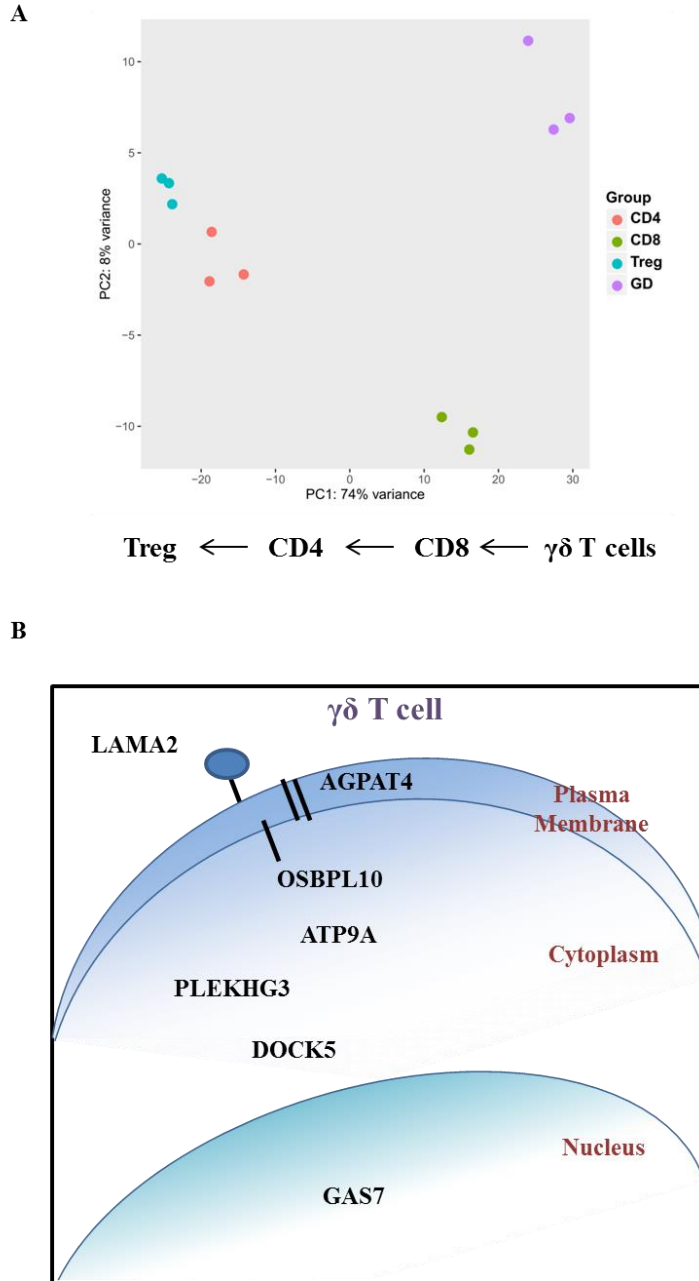 A
10
5
0
−5
−10
PC2: 8% variance
−20
−10
0
10
20
30
PC1: 74% variance
Group
CD4
CD8
Treg
GD
Treg ← CD4 ← CD8 ← γδ T cells
B
γδ T cell
LAMA2
AGPAT4
Plasma
Membrane
OSBPL10
ATP9A
Cytoplasm
PLEKHG3
DOCK5
Nucleus
GAS7